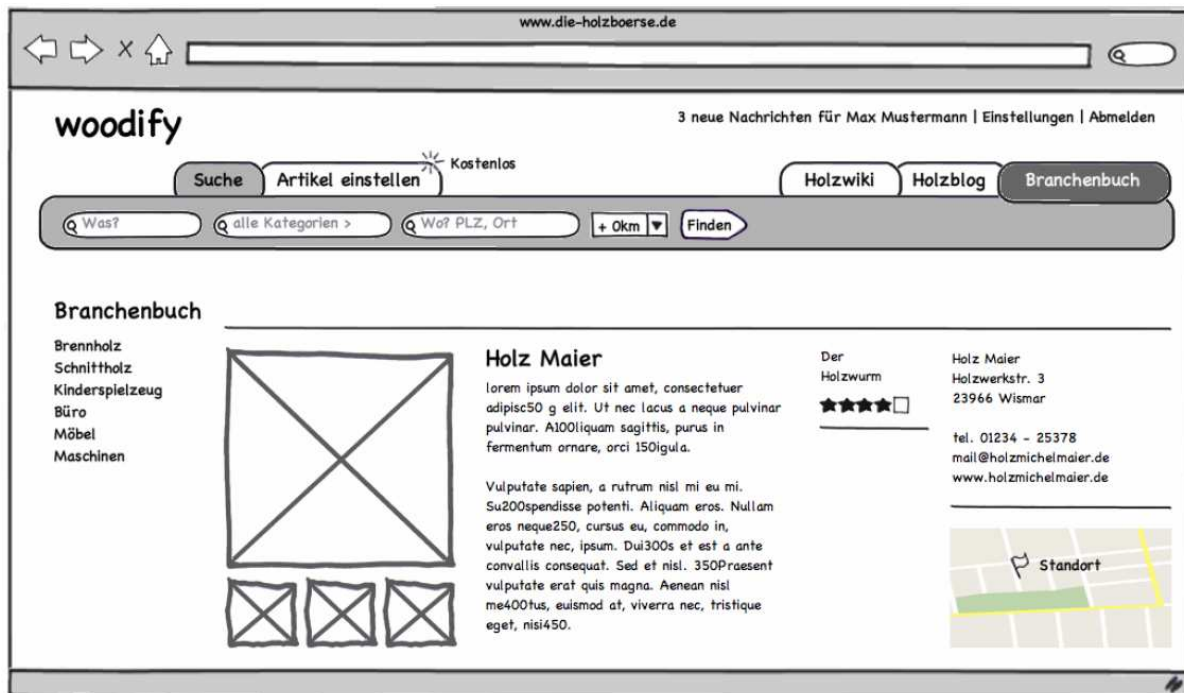 www.die-holzboerse.de
woodify
3 neue Nachrichten für Max Mustermann | Einstellungen | Abmelden
Suche
Artikel einstellen
Kostenlos
Holzwiki
Holzblog
Branchenbuch
Was?
alle Kategorien >
Wo? PLZ, Ort
+ 0km
Finden
Branchenbuch
Brennholz
Schnittholz
Kinderspielzeug
Büro
Möbel
Maschinen
Holz Maier
lorem ipsum dolor sit amet, consectetuer
adipisc50 g elit. Ut nec lacus a neque pulvinar
pulvinar. A100liquam sagittis, purus in
fermentum ornare, orci 150igula.
Vulputate sapien, a rutrum nisl mi eu mi.
Su200spendisse potenti. Aliquam eros. Nullam
eros neque250, cursus eu, commodo in,
vulputate nec, ipsum. Dui300s et est a ante
convallis consequat. Sed et nisl. 350Praesent
vulputate erat quis magna. Aenean nisl
me400tus, euismod at, viverra nec, tristique
eget, nisi450.
Der
Holzwurm
Holz Maier
Holzwerkstr. 3
23966 Wismar
tel. 01234 - 25378
mail@holzmichelmaier.de
www.holzmichelmaier.de
Standort